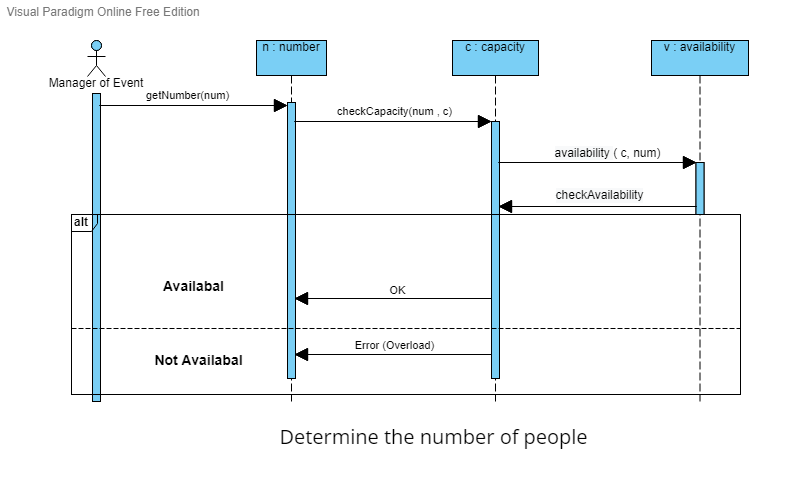 Visual Paradigm Online Free Edition
n : number
c : capacity
v : availability
Manager of Event
getNumber(num)
checkCapacity(num , c)
availability ( c, num)
checkAvailability
alt
Availabal
OK
Error (Overload)
Not Availabal
Determine the number of people